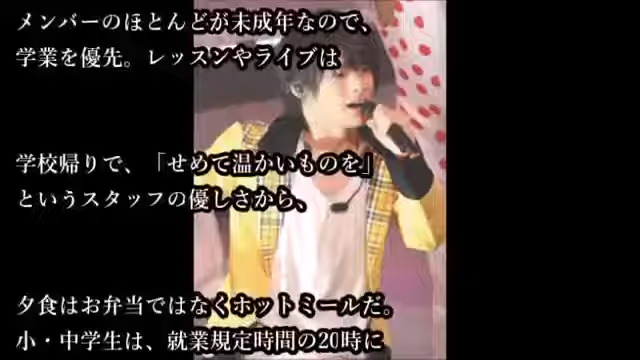 メンバーのほとんどが未成年なので、
学業を優先。レッスンやライブは
学校帰りで、「せめて温かいものを」
というスタッフの優しさから、
夕食はお弁当ではなくホットミールだ。
小・中学生は、就業規定時間の20時に